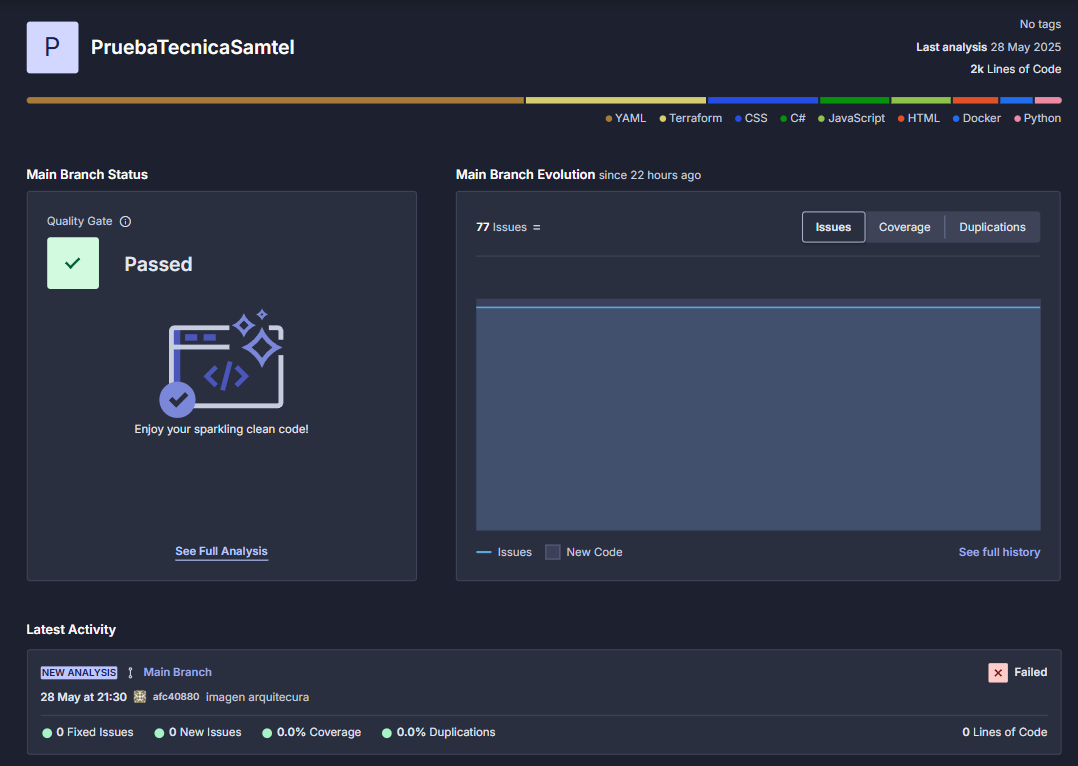 P
PruebaTecnicaSamtel
No tags
Last analysis 28 May 2025
2k Lines of Code
YAML Terraform CSS C# JavaScript HTML Docker Python
Main Branch Status
Quality Gate
Passed
</>
Enjoy your sparkling clean code!
See Full Analysis
Main Branch Evolution since 22 hours ago
77 Issues =
Issues Coverage Duplications
Issues New Code See full history
Latest Activity
NEW ANALYSIS Main Branch Failed
28 May at 21:30 afc40880 imagen arquitecura
0 Fixed Issues 0 New Issues 0.0% Coverage 0.0% Duplications 0 Lines of Code